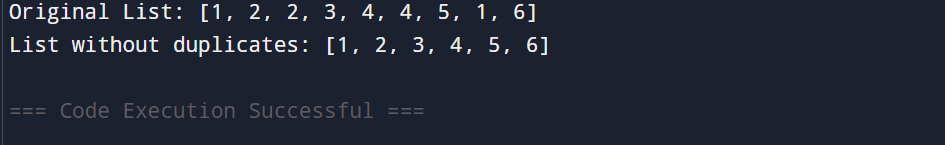 Original List: [1, 2, 2, 3, 4, 4, 5, 1, 6]
List without duplicates: [1, 2, 3, 4, 5, 6]
=== Code Execution Successful ===